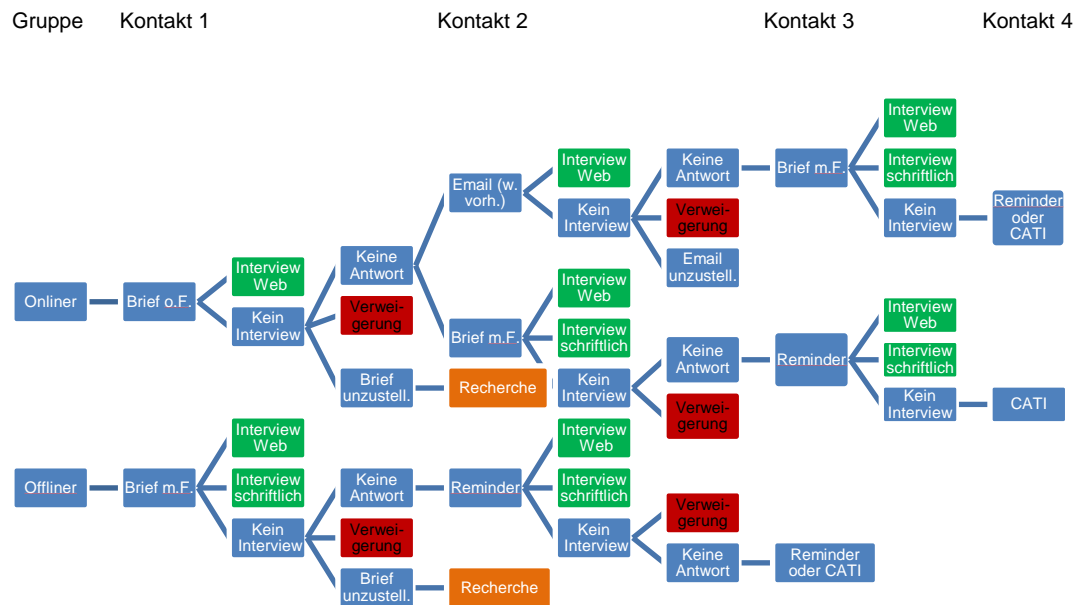 Gruppe
Kontakt 1
Kontakt 2
Kontakt 3
Kontakt 4
Onliner
Brief o.F.
Interview
Web
Kein
Interview
Keine
Antwort
Verwei-
gerung
Brief
unzustell.
Email (w.
vorh.)
Brief m.F.
Recherche
Interview
Web
Kein
Interview
Interview
Web
Interview
schriftlich
Kein
Interview
Keine
Antwort
Verwei-
gerung
Email
unzustell.
Keine
Antwort
Verwei-
gerung
Brief m.F.
Reminder
Interview
Web
Interview
schriftlich
Kein
Interview
Reminder
oder
CATI
Interview
Web
Interview
schriftlich
Kein
Interview
CATI
Offliner
Brief m.F.
Interview
Web
Interview
schriftlich
Kein
Interview
Keine
Antwort
Verwei-
gerung
Brief
unzustell.
Reminder
Recherche
Interview
Web
Interview
schriftlich
Kein
Interview
Verwei-
gerung
Keine
Antwort
Reminder
oder CATI